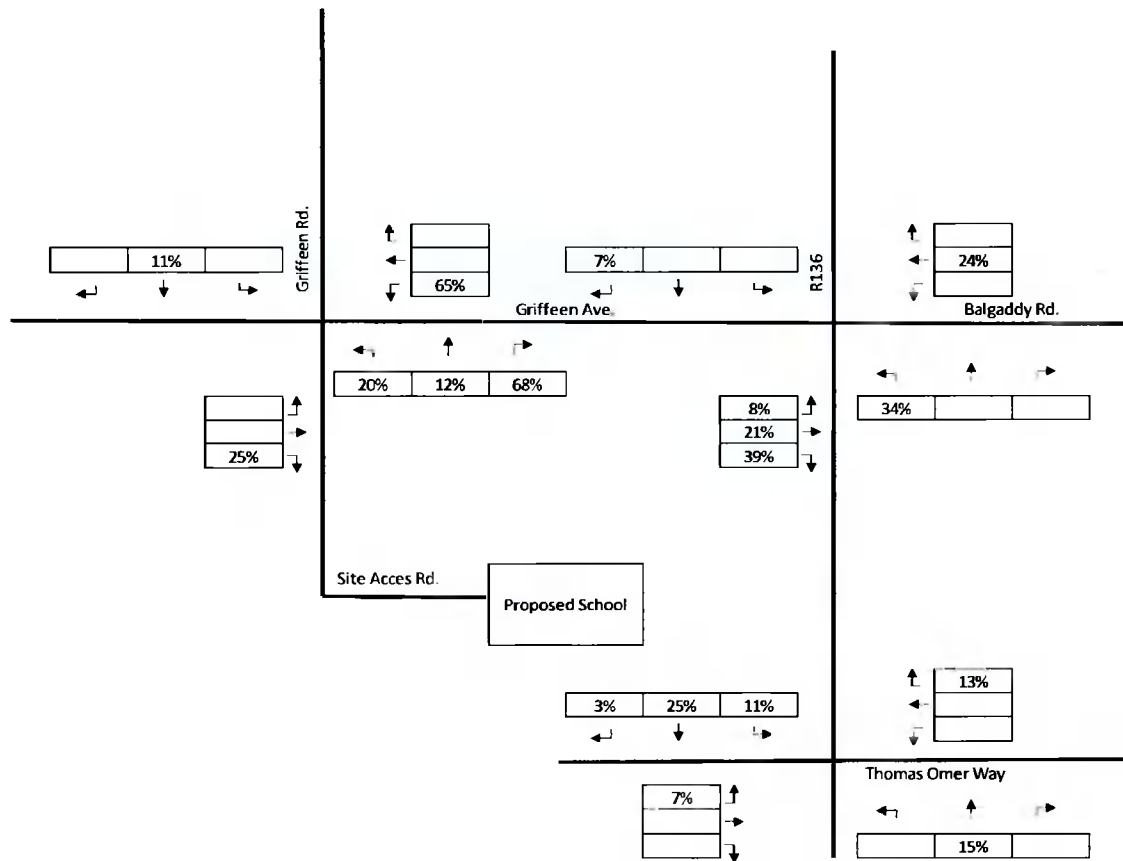 Griffeen Rd.
R136
11%
65%
7%
24%
Griffeen Ave.
Balgaddy Rd.
20% 12% 68%
25%
8%
21%
39%
34%
Site Acces Rd.
Proposed School
3% 25% 11%
13%
Thomas Omer Way
7%
15%